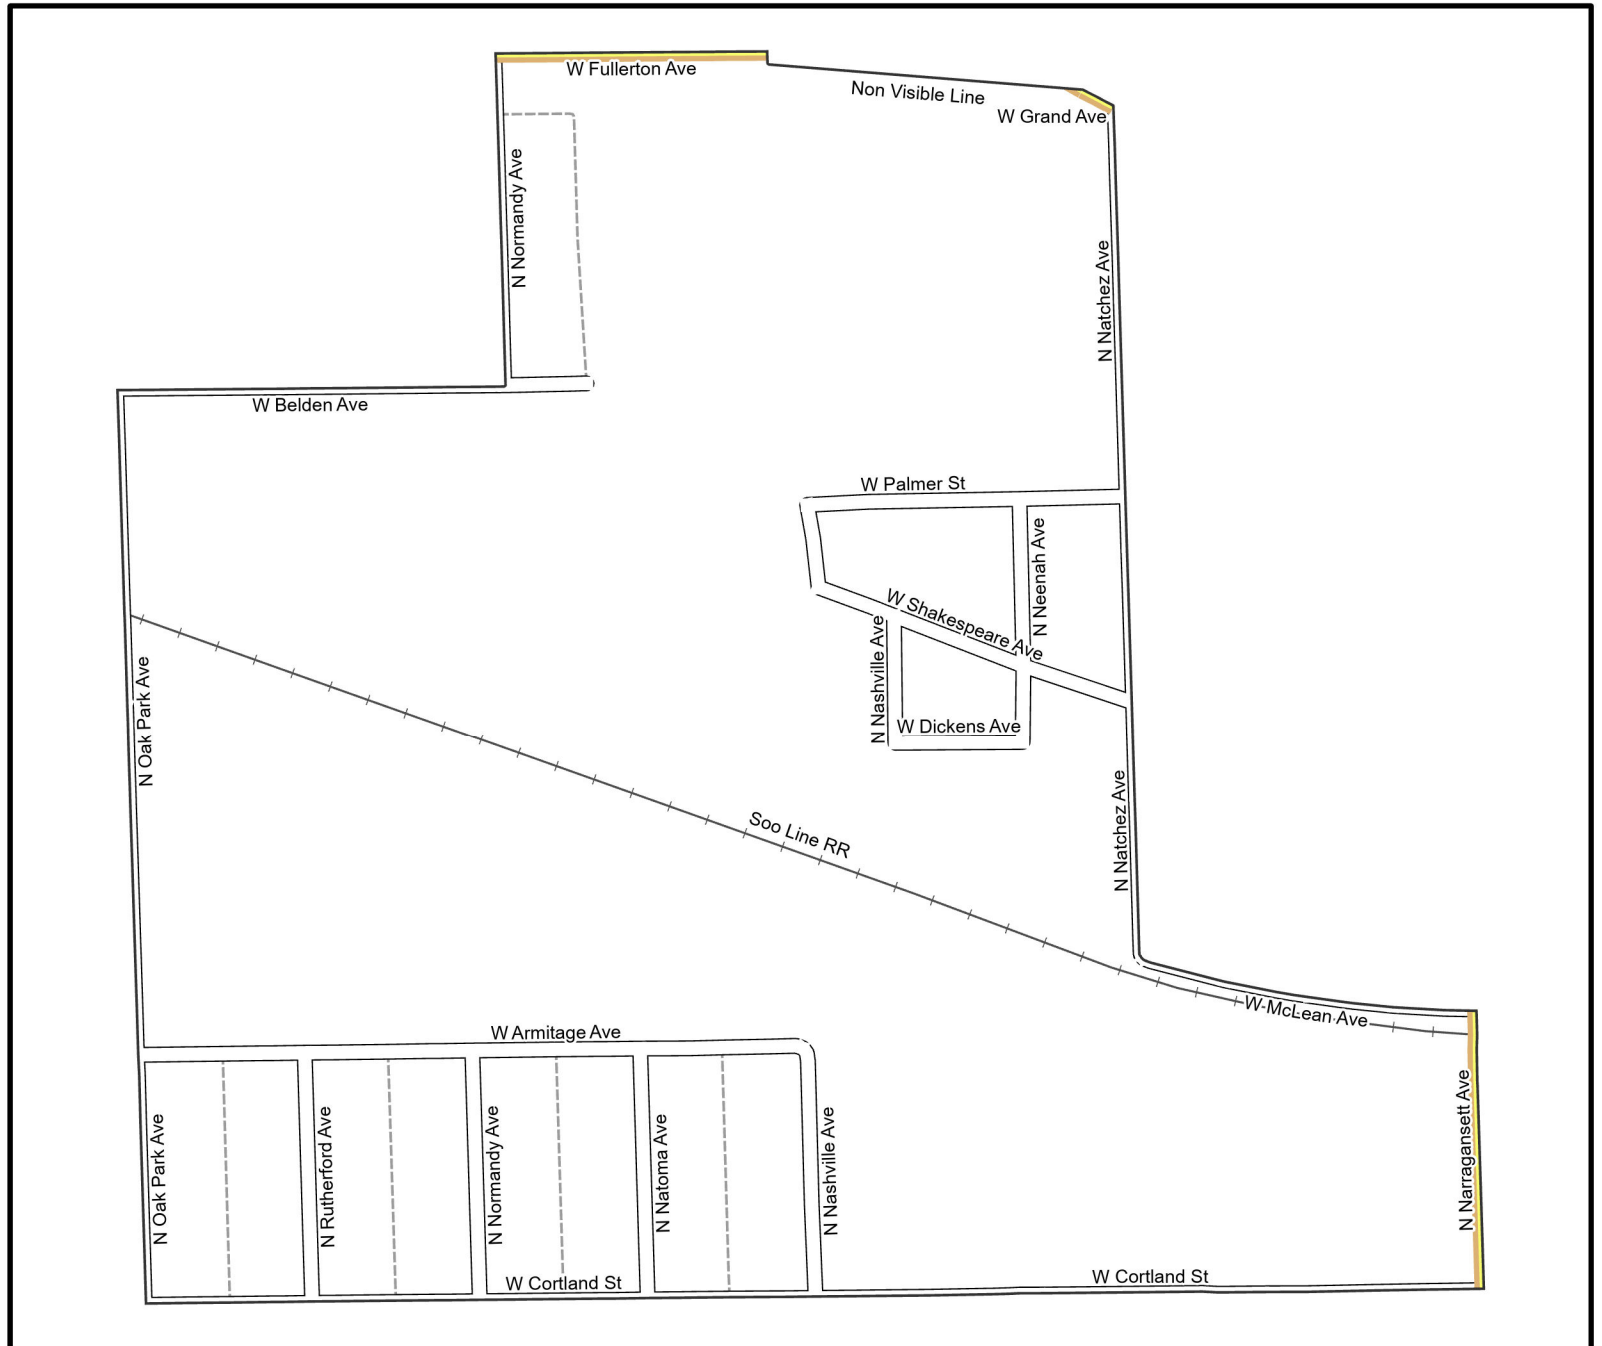 W Fullerton Ave
Non Visible Line
W Grand Ave
N Normandy Ave
N Natchez Ave
W Belden Ave
W Palmer St
N Neenah Ave
W Shakespeare Ave
N Nashville Ave
N Oak Park Ave
W Dickens Ave
N Natchez Ave
Soo Line RR
W McLean Ave
W Armitage Ave
N Oak Park Ave
N Rutherford Ave
N Normandy Ave
N Natoma Ave
N Nashville Ave
N Narragansett Ave
W Cortland St
W Cortland St